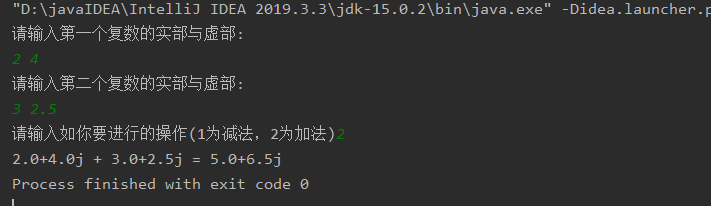 "D:\javaIDEA\IntelliJ IDEA 2019.3.3\jdk-15.0.2\bin\java.exe" -Didea.launcher.p
请输入第一个复数的实部与虚部:
2 4
请输入第二个复数的实部与虚部:
3 2.5
请输入如你要进行的操作(1为减法，2为加法)2
2.0+4.0j + 3.0+2.5j = 5.0+6.5j
Process finished with exit code 0